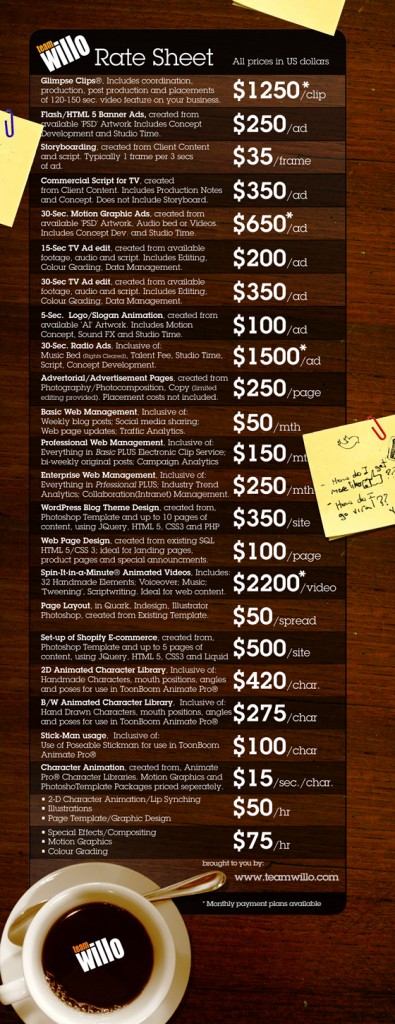 team
willo Rate Sheet All prices in US dollars
Glimpse Clips®, Includes coordination,
production, post production and placements
of 120-150 sec. video feature on your business.
$1250*/clip
Flash/HTML 5 Banner Ads, created from
available 'PSD' Artwork Includes Concept
Development and Studio Time.
$250/ad
Storyboarding, created from Client Content
and script. Typically 1 frame per 3 secs
of ad.
$35/frame
Commercial Script for TV, created
from Client Content. Includes Production Notes
and Concept. Does not Include Storyboard.
$350/ad
30-Sec. Motion Graphic Ads, created from
available 'PSD' Artwork, Audio bed or Videos.
Includes Concept Dev. and Studio Time.
$650*/ad
15-Sec TV Ad edit, created from available
footage, audio and script. Includes Editing,
Colour Grading, Data Management.
$200/ad
30-Sec TV Ad edit, created from available
footage, audio and script. Includes Editing,
Colour Grading, Data Management.
$350/ad
5-Sec. Logo/Slogan Animation, created from
available 'AI' Artwork. Includes Motion
Concept, Sound FX and Studio Time.
$100/ad
30-Sec. Radio Ads, Inclusive of:
Music Bed (Rights Cleared), Talent Fee, Studio Time,
Script, Concept Development.
$1500*/ad
Advertorial/Advertisement Pages, created from
Photography/Photocomposition, Copy (limited
editing provided). Placement costs not included.
$250/page
Basic Web Management, Inclusive of:
Weekly blog posts; Social media sharing;
Web page updates; Traffic Analytics.
$50/mth
Professional Web Management, Inclusive of:
Everything in Basic PLUS Electronic Clip Service;
bi-weekly original posts; Campaign Analytics
$150/mt
Enterprise Web Management, Inclusive of:
Everything in Prfessional PLUS; Industry Trend
Analytics; Collaboration(Intranet) Management.
$250/mth
WordPress Blog Theme Design, created from,
Photoshop Template and up to 10 pages of
content, using JQuery, HTML 5, CSS3 and PHP
$350/site
Web Page Design, created from existing SQL
HTML 5/CSS 3; ideal for landing pages,
product pages and special announcments.
$100/page
Spin-It-in-a-Minute® Animated Videos, Includes:
32 Handmade Elements; Voiceover; Music;
'Tweening', Scriptwriting. Ideal for web content.
$2200*/video
Page Layout, in Quark, Indesign, Illustrator
Photoshop, created from Existing Template.
$50/spread
Set-up of Shopify E-commerce, created from,
Photoshop Template and up to 5 pages of
content, using JQuery, HTML 5, CSS3 and Liquid
$500/site
2D Animated Character Library, Inclusive of:
Handmade Characters, mouth positions, angles
and poses for use in ToonBoom Animate Pro®
$420/char.
B/W Animated Character Library, Inclusive of:
Hand Drawn Characters, mouth positions, angles
and poses for use in ToonBoom Animate Pro®
$275/char
Stick-Man usage, Inclusive of:
Use of Poseable Stickman for use in ToonBoom
Animate Pro®
$100/char
Character Animation, created from, Animate
Pro® Character Libraries. Motion Graphics and
PhotoshoTemplate Packages priced seperately.
$15/sec./char.
• 2-D Character Animation/Lip Synching
• Illustrations
• Page Template/Graphic Design
$50/hr
• Special Effects/Compositing
• Motion Graphics
• Colour Grading
$75/hr
brought to you by:
www.teamwillo.com
* Monthly payment plans available
team
willo
- How do I get
more likes
- How do I
go viral??